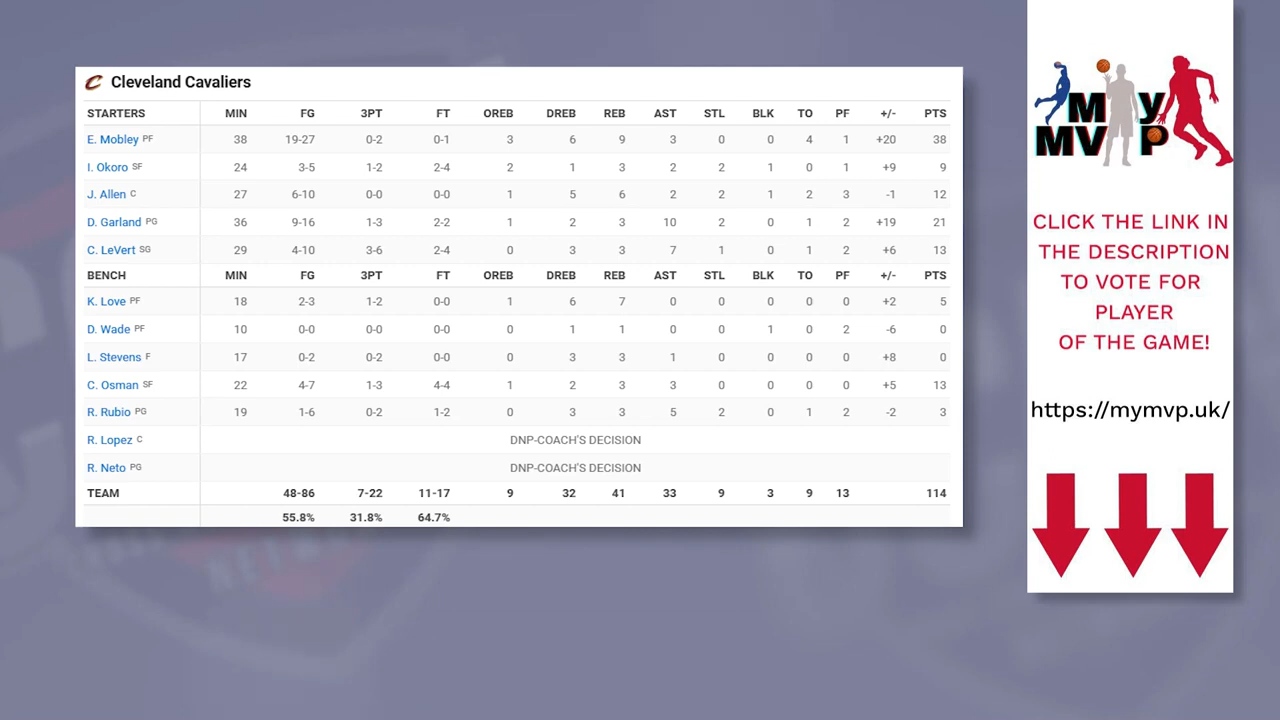 Cleveland Cavaliers
STARTERS MIN FG 3PT FT OREB DREB REB AST STL BLK TO PF +/- PTS
E. Mobley PF 38 19-27 0-2 0-1 3 6 9 3 0 0 4 1 +20 38
I. Okoro SF 24 3-5 1-2 2-4 2 1 3 2 2 1 0 1 +9 9
J. Allen C 27 6-10 0-0 0-0 1 5 6 2 2 1 2 3 -1 12
D. Garland PG 36 9-16 1-3 2-2 1 2 3 10 2 0 1 2 +19 21
C. LeVert SG 29 4-10 3-6 2-4 0 3 3 7 1 0 1 2 +6 13
BENCH MIN FG 3PT FT OREB DREB REB AST STL BLK TO PF +/- PTS
K. Love PF 18 2-3 1-2 0-0 1 6 7 0 0 0 0 0 +2 5
D. Wade PF 10 0-0 0-0 0-0 0 1 1 0 0 1 0 2 -6 0
L. Stevens F 17 0-2 0-2 0-0 0 3 3 1 0 0 0 0 +8 0
C. Osman SF 22 4-7 1-3 4-4 1 2 3 3 0 0 0 0 +5 13
R. Rubio PG 19 1-6 0-2 1-2 0 3 3 5 2 0 1 2 -2 3
R. Lopez C DNP-COACH'S DECISION
R. Neto PG DNP-COACH'S DECISION
TEAM 48-86 7-22 11-17 9 32 41 33 9 3 9 13 114
55.8% 31.8% 64.7%
My
MVP
CLICK THE LINK IN
THE DESCRIPTION
TO VOTE FOR
PLAYER
OF THE GAME!
https://mymvp.uk/